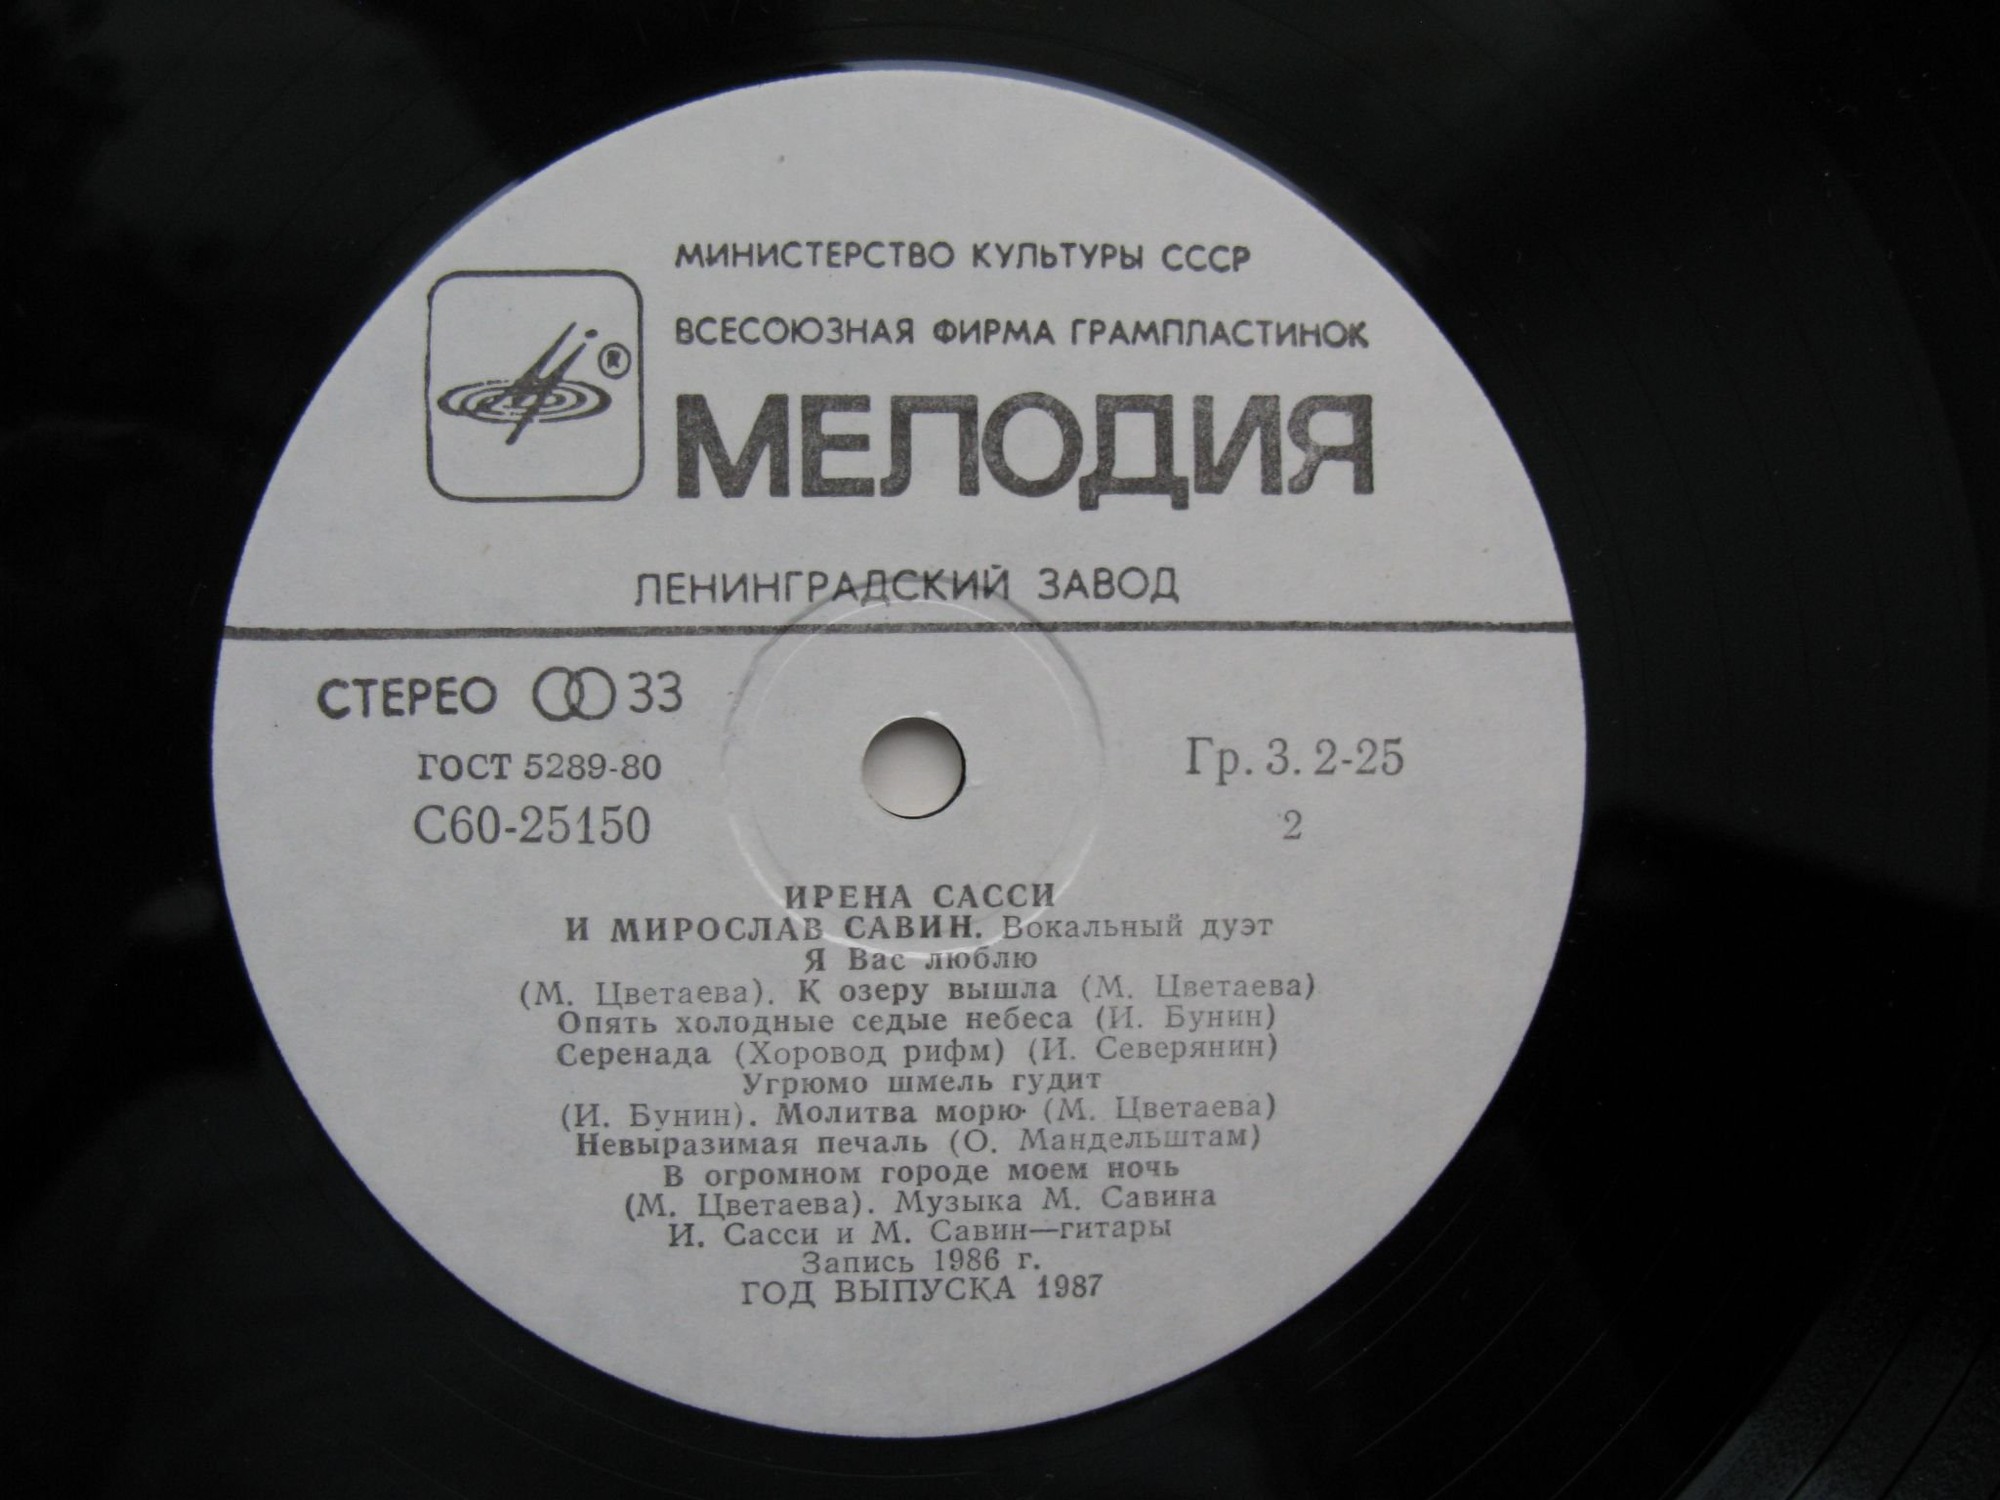 МИНИСТЕРСТВО КУЛЬТУРЫ СССР
ВСЕСОЮЗНАЯ ФИРМА ГРАМПЛАСТИНОК
®
МЕЛОДИЯ
ЛЕНИНГРАДСКИЙ ЗАВОД
СТЕРЕО 33
ГОСТ 5289-80
С60-25150
Гр. 3. 2-25
2
ИРЕНА САССИ
И МИРОСЛАВ САВИН. Вокальный дуэт
Я Вас люблю
(М. Цветаева). К озеру вышла (М. Цветаева)
Опять холодные седые небеса (И. Бунин)
Серенада (Хоровод рифм) (И. Северянин)
Угрюмо шмель гудит
(И. Бунин). Молитва морю (М. Цветаева)
Невыразимая печаль (О. Мандельштам)
В огромном городе моем ночь
(М. Цветаева). Музыка М. Савина
И. Сасси и М. Савин—гитары
Запись 1986 г.
ГОД ВЫПУСКА 1987